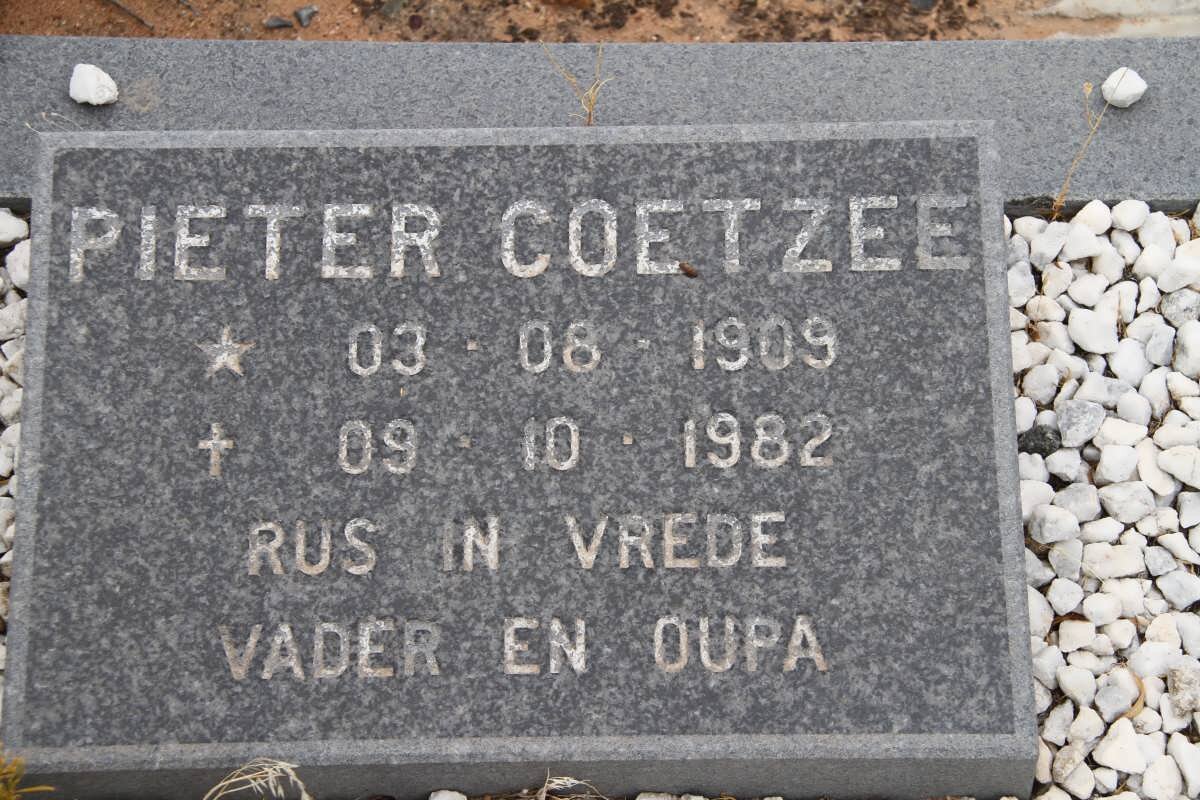 PIETER COETZEE
★ 03 · 08 · 1909
✝ 09 · 10 · 1982
RUS IN VREDE
VADER EN OUPA